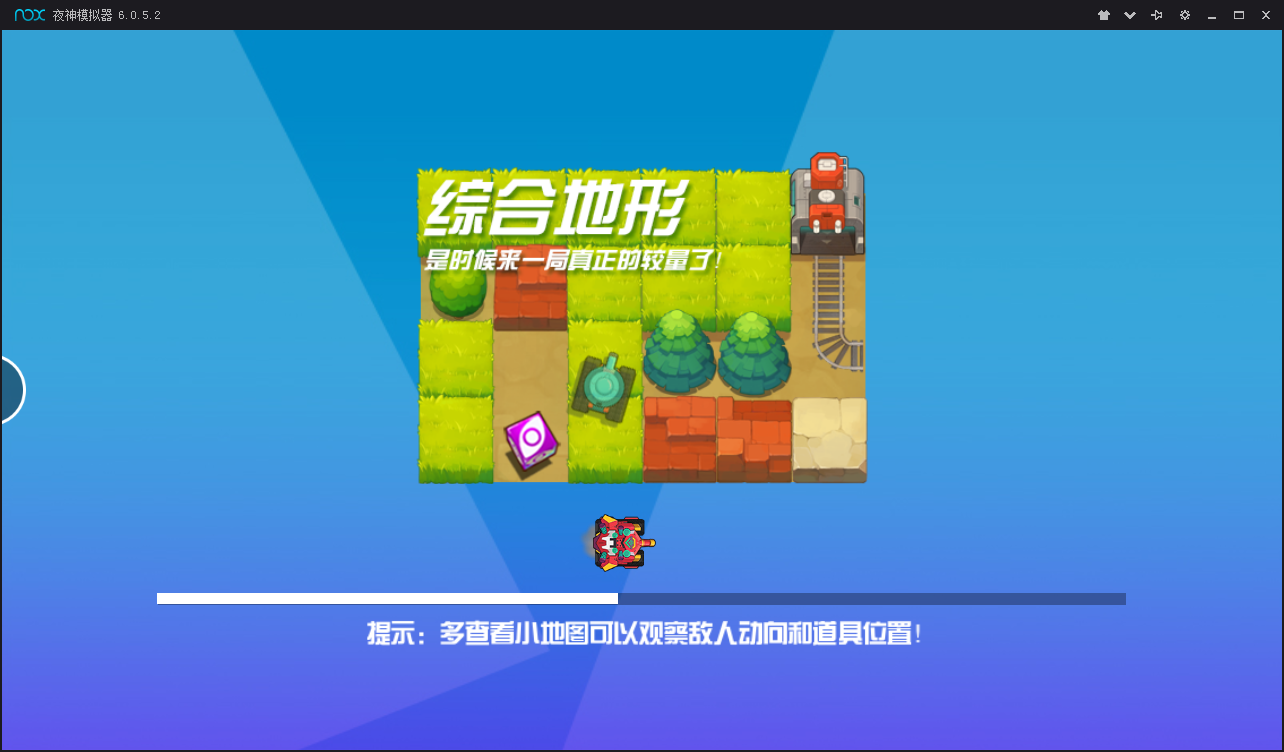 nox 夜神模拟器 6.0.5.2
综合地形
是时候来一局真正的较量了!
提示：多查看小地图可以观察敌人动向和道具位置!